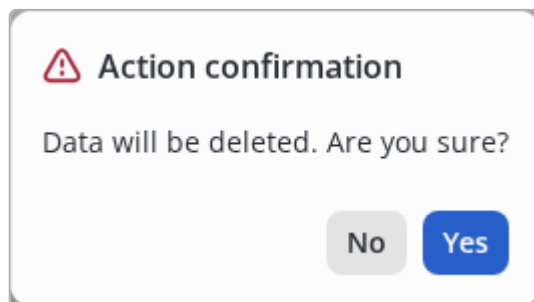 Action confirmation
Data will be deleted. Are you sure?
No Yes